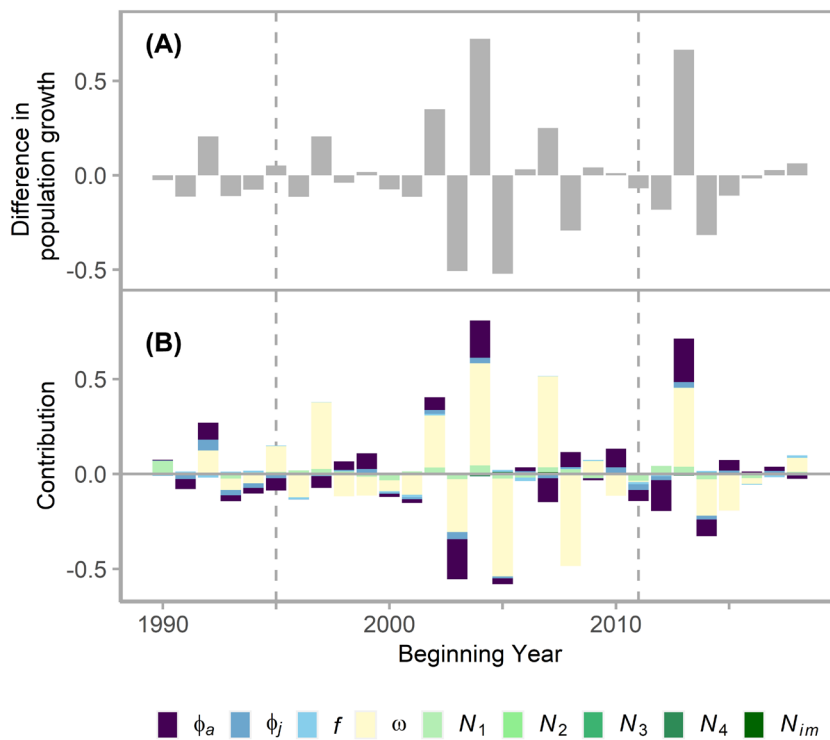 (A)
Difference in
population growth
0.5
0.0
-0.5
(B)
Contribution
0.5
0.0
-0.5
1990
2000
2010
Beginning Year
ϕa ϕj f ω N1 N2 N3 N4 Nim